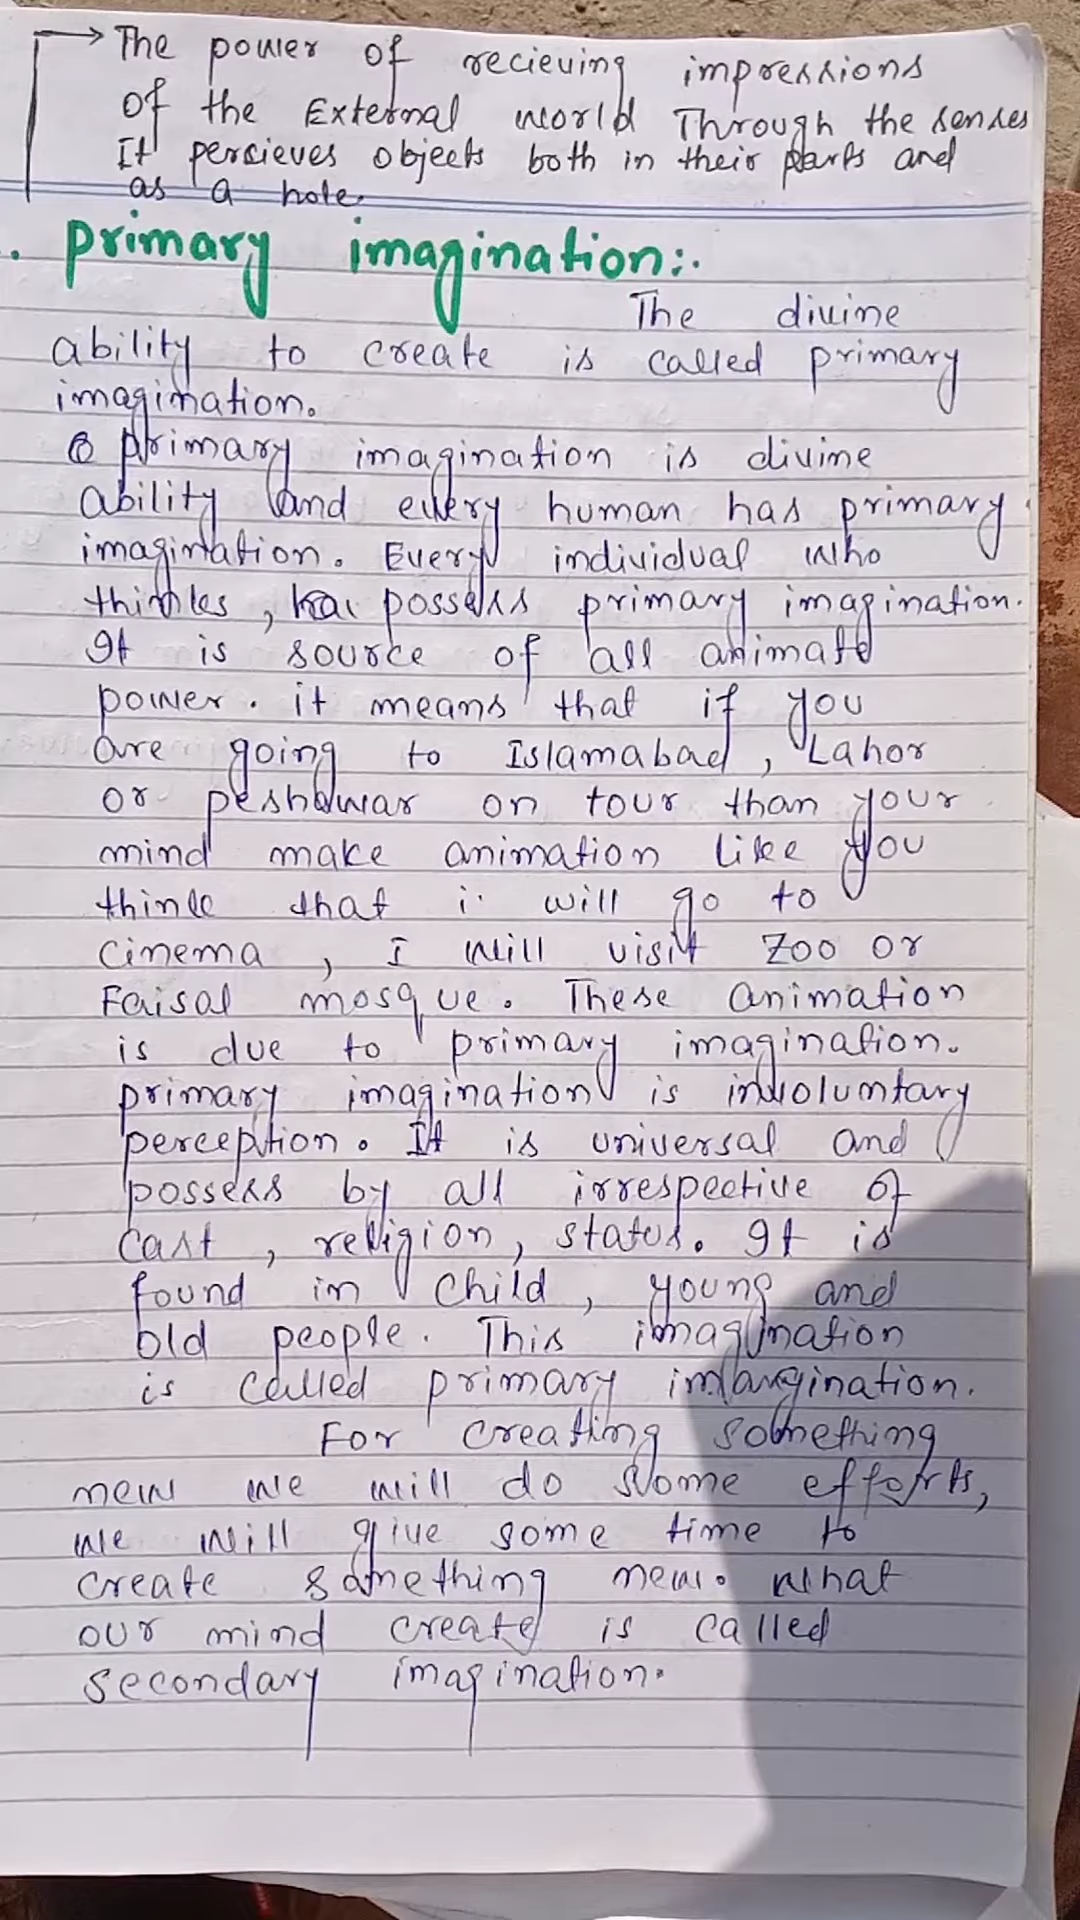 The power of recieving impressions
of the External world Through the senses
It percieves objects both in their parts and
as a hole.
primary imagination:.
The divine
ability to create is called primary
imagination.
primary imagination is divine
ability and every human has primary
imagination. Every individual who
thinks, possess primary imagination.
It is source of all animate
power. it means that if you
are going to Islamabad, Lahor
or peshawar on tour than your
mind make animation like you
think that i will go to
cinema, I will visit Zoo or
Faisal mosque. These animation
is due to primary imagination.
primary imagination is involuntary
perception. It is universal and
possess by all irrespective of
cast, religion, status. It is
found in child, young and
old people. This imagination
is called primary imangination.
For creating something
new we will do some efforts,
we will give some time to
create something new. what
our mind create is called
secondary imagination.